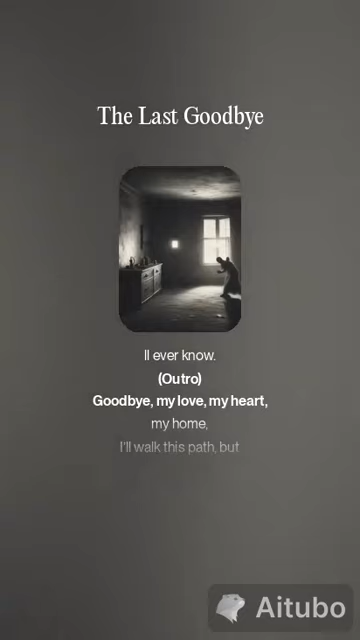 The Last Goodbye
ll ever know.
(Outro)
Goodbye, my love, my heart,
my home,
I'll walk this path, but
Aitubo